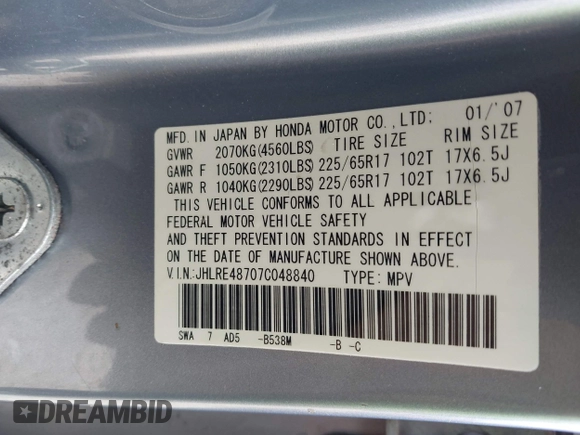 MFD. IN JAPAN BY HONDA MOTOR CO., LTD; 01/'07
GVWR 2070KG(4560LBS) TIRE SIZE RIM SIZE
GAWR F 1050KG(2310LBS) 225/65R17 102T 17X6.5J
GAWR R 1040KG(2290LBS) 225/65R17 102T 17X6.5J
THIS VEHICLE CONFORMS TO ALL APPLICABLE
FEDERAL MOTOR VEHICLE SAFETY
AND THEFT PREVENTION STANDARDS IN EFFECT ON
THE DATE OF MANUFACTURE SHOWN ABOVE.
V.I.N:JHLRE48707C048840 TYPE: MPV
SWA 7 AD5 -B538M -B -C
DREAMBID